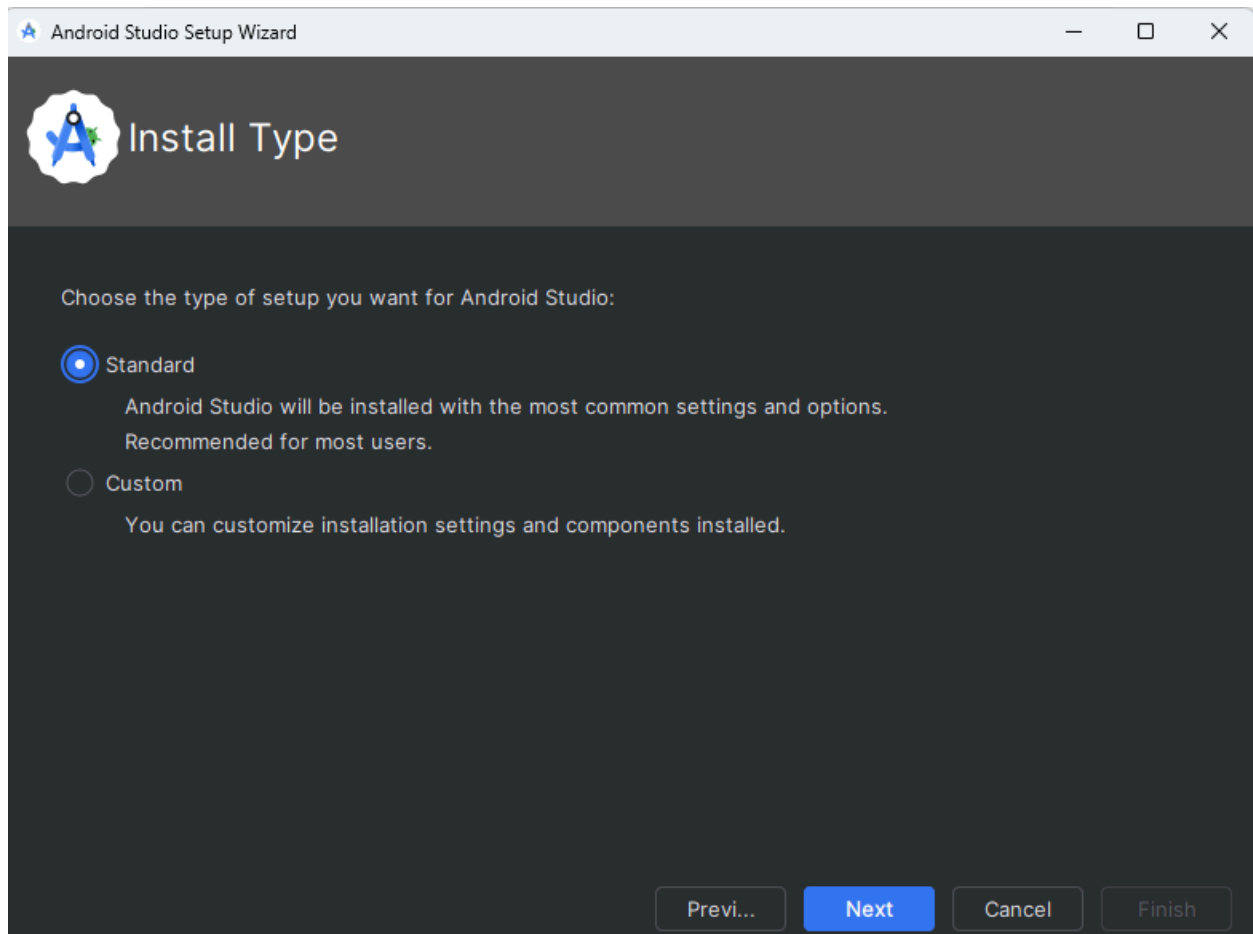 Android Studio Setup Wizard
Install Type
Choose the type of setup you want for Android Studio:
Standard
Android Studio will be installed with the most common settings and options.
Recommended for most users.
Custom
You can customize installation settings and components installed.
Previ... Next Cancel Finish